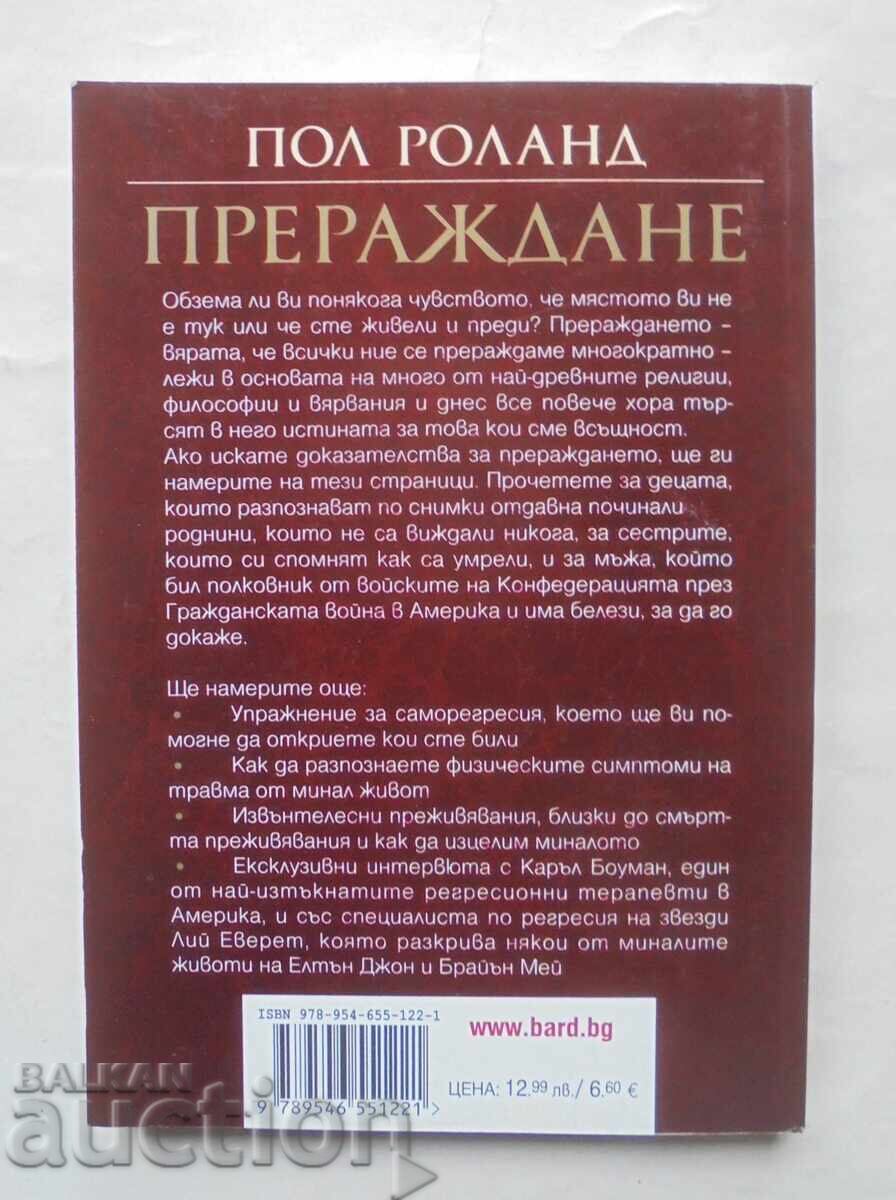 ПОЛ РОЛАНД
ПРЕРАЖДАНЕ
Обзема ли ви понякога чувството, че мястото ви не
е тук или че сте живели и преди? Прераждането –
вярата, че всички ние се прераждаме многократно –
лежи в основата на много от най-древните религии,
философии и вярвания и днес все повече хора тър-
сят в него истината за това кои сме всъщност.
Ако искате доказателства за прераждането, ще ги
намерите на тези страници. Прочетете за децата,
които разпознават по снимки отдавна починали
роднини, които не са виждали никога, за сестрите,
които си спомнят как са умрели, и за мъжа, който
бил полковник от войските на Конфедерацията през
Гражданската война в Америка и има белези, за да го
докаже.
Ще намерите още:
• Упражнение за саморегресия, което ще ви по-
могне да откриете кои сте били
• Как да разпознаете физическите симптоми на
травма от минал живот
• Извънтелесни преживявания, близки до смърт-
та преживявания и как да изцелим миналото
• Ексклузивни интервюта с Каръл Боуман, един
от най-изтъкнатите регресионни терапевти в
Америка, и със специалиста по регресия на звезди
Лий Еверет, която разкрива някои от миналите
животи на Елтън Джон и Брайън Мей
ISBN 978-954-655-122-1
www.bard.bg
ЦЕНА: 12.99 лв./ 6.60 €
9 789546 551221 >
BALKAN
auction